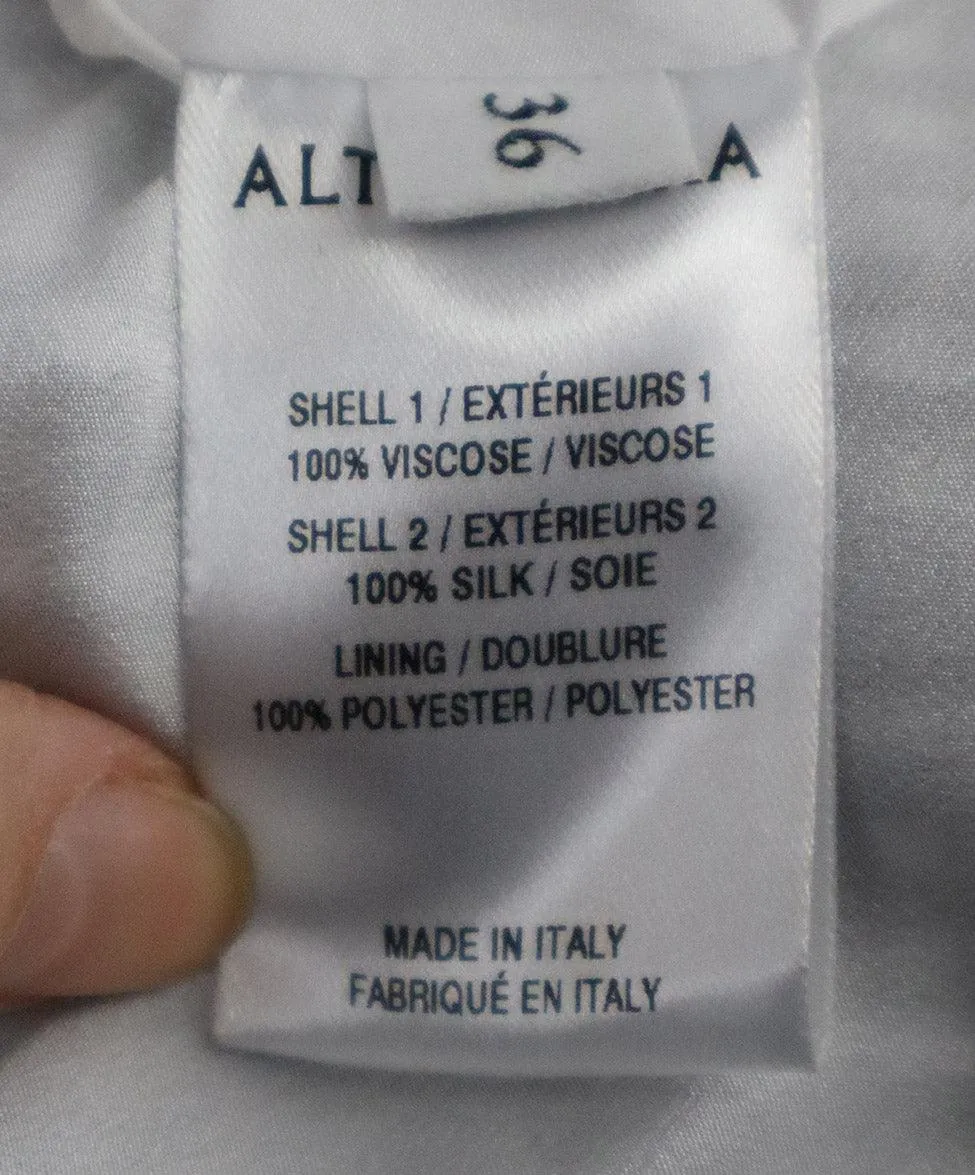 36
ALT A
SHELL 1 / EXTÉRIEURS 1
100% VISCOSE / VISCOSE
SHELL 2 / EXTÉRIEURS 2
100% SILK / SOIE
LINING / DOUBLURE
100% POLYESTER / POLYESTER
MADE IN ITALY
FABRIQUÉ EN ITALY